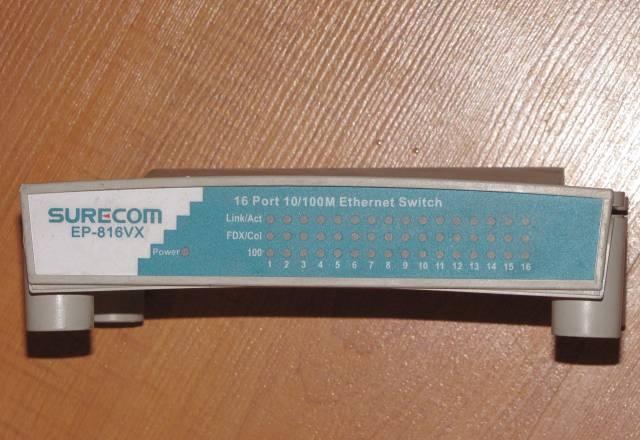 SURECOM
EP-816VX
16 Port 10/100M Ethernet Switch
Link/Act
FDX/Col
Power
100
1 2 3 4 5 6 7 8 9 10 11 12 13 14 15 16